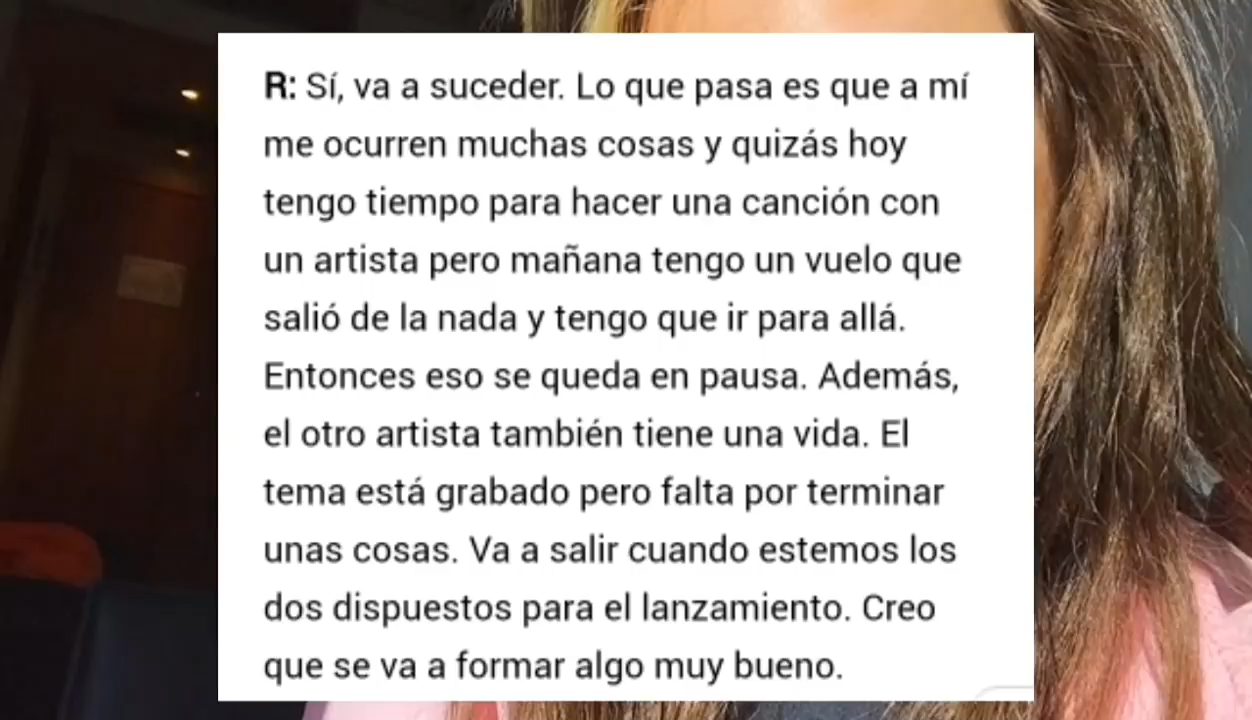 R: Sí, va a suceder. Lo que pasa es que a mí
me ocurren muchas cosas y quizás hoy
tengo tiempo para hacer una canción con
un artista pero mañana tengo un vuelo que
salió de la nada y tengo que ir para allá.
Entonces eso se queda en pausa. Además,
el otro artista también tiene una vida. El
tema está grabado pero falta por terminar
unas cosas. Va a salir cuando estemos los
dos dispuestos para el lanzamiento. Creo
que se va a formar algo muy bueno.